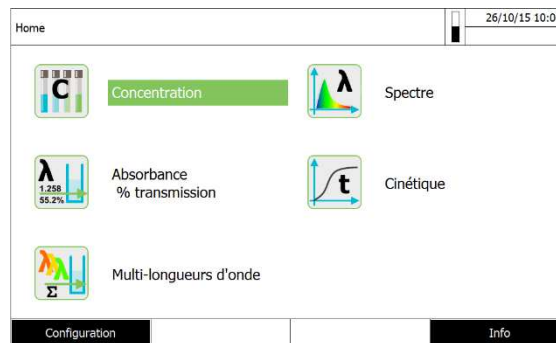 Home
26/10/15 10:0
C
Concentration
λ
Spectre
λ
1.258
55.2%
Absorbance
% transmission
t
Cinétique
λλλ
Σ
Multi-longueurs d'onde
Configuration
Info